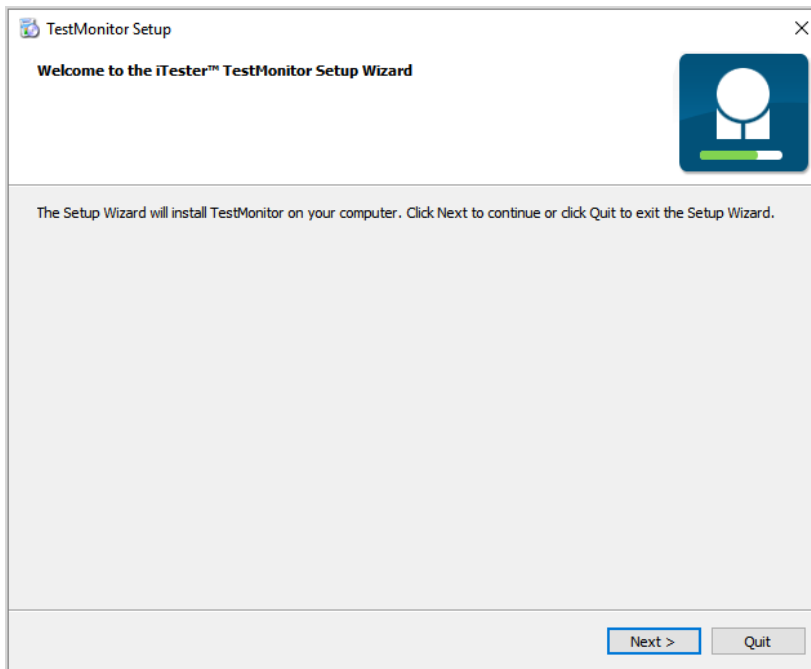 TestMonitor Setup
Welcome to the iTester™ TestMonitor Setup Wizard
The Setup Wizard will install TestMonitor on your computer. Click Next to continue or click Quit to exit the Setup Wizard.
Next >
Quit